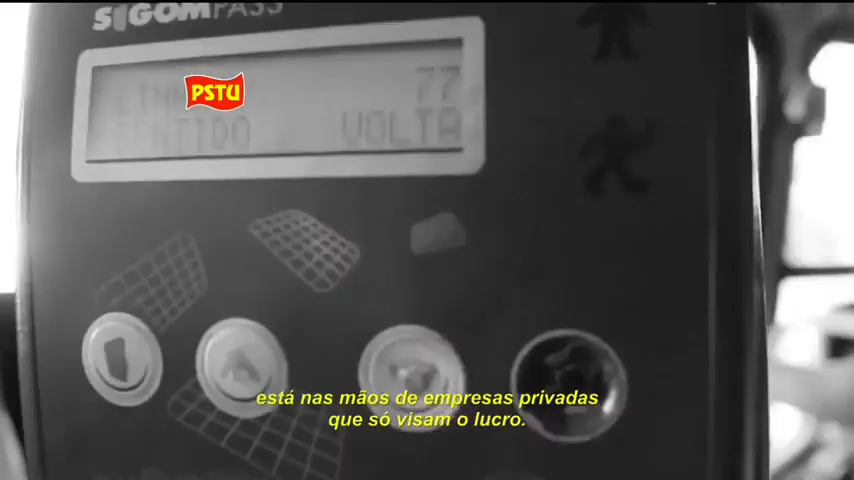 SIGOMPASS
77
PSTU
SENTIDO VOLTA
está nas mãos de empresas privadas
que só visam o lucro.